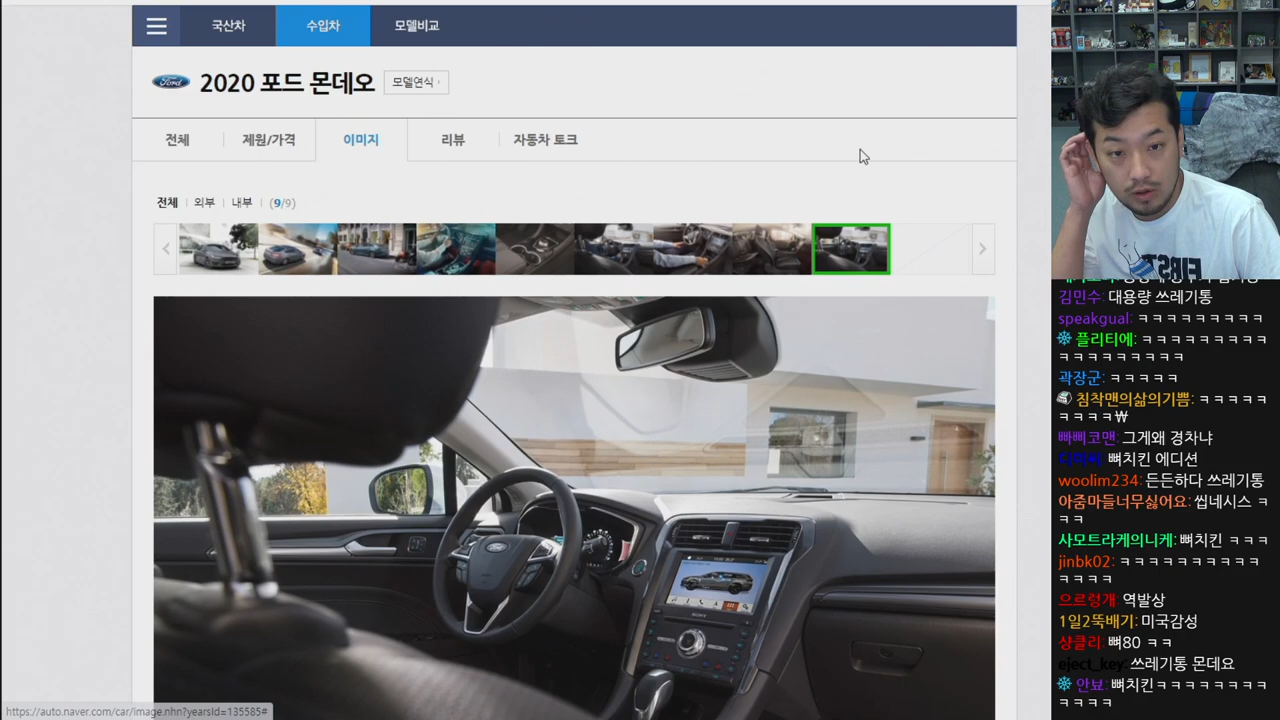 국산차
수입차
모델비교
Ford
2020 포드 몬데오
모델연식
전체
제원/가격
이미지
리뷰
자동차 토크
전체
외부
내부
(9/9)
SONY
https://auto.naver.com/car/image.nhn?yearsId=135585#
FIRST
김민수: 대용량 쓰레기통
speakgual: ㅋㅋㅋㅋㅋㅋㅋㅋㅋ
플리티에: ㅋㅋㅋㅋㅋㅋㅋㅋㅋ
ㅋㅋㅋㅋㅋㅋㅋㅋㅋ
곽장군: ㅋㅋㅋㅋㅋ
침착맨의삶의기쁨: ㅋㅋㅋㅋㅋ
ㅋㅋㅋㅋ₩
빠삐코맨: 그게왜 경차냐
뼈치킨 에디션
woolim234: 든든하다 쓰레기통
아줌마들너무싫어요: 씹네시스 ㅋ
ㅋㅋ
사모트라케의니케: 뼈치킨 ㅋㅋㅋ
jinbk02: ㅋㅋㅋㅋㅋㅋㅋㅋㅋㅋ
ㅋㅋㅋㅋ
으르렁개: 역발상
1일2뚝배기: 미국감성
샹클리: 뼈80 ㅋㅋ
eject_key: 쓰레기통 몬데요
안뇨: 뼈치킨ㅋㅋㅋㅋㅋㅋㅋㅋ
ㅋㅋㅋㅋ